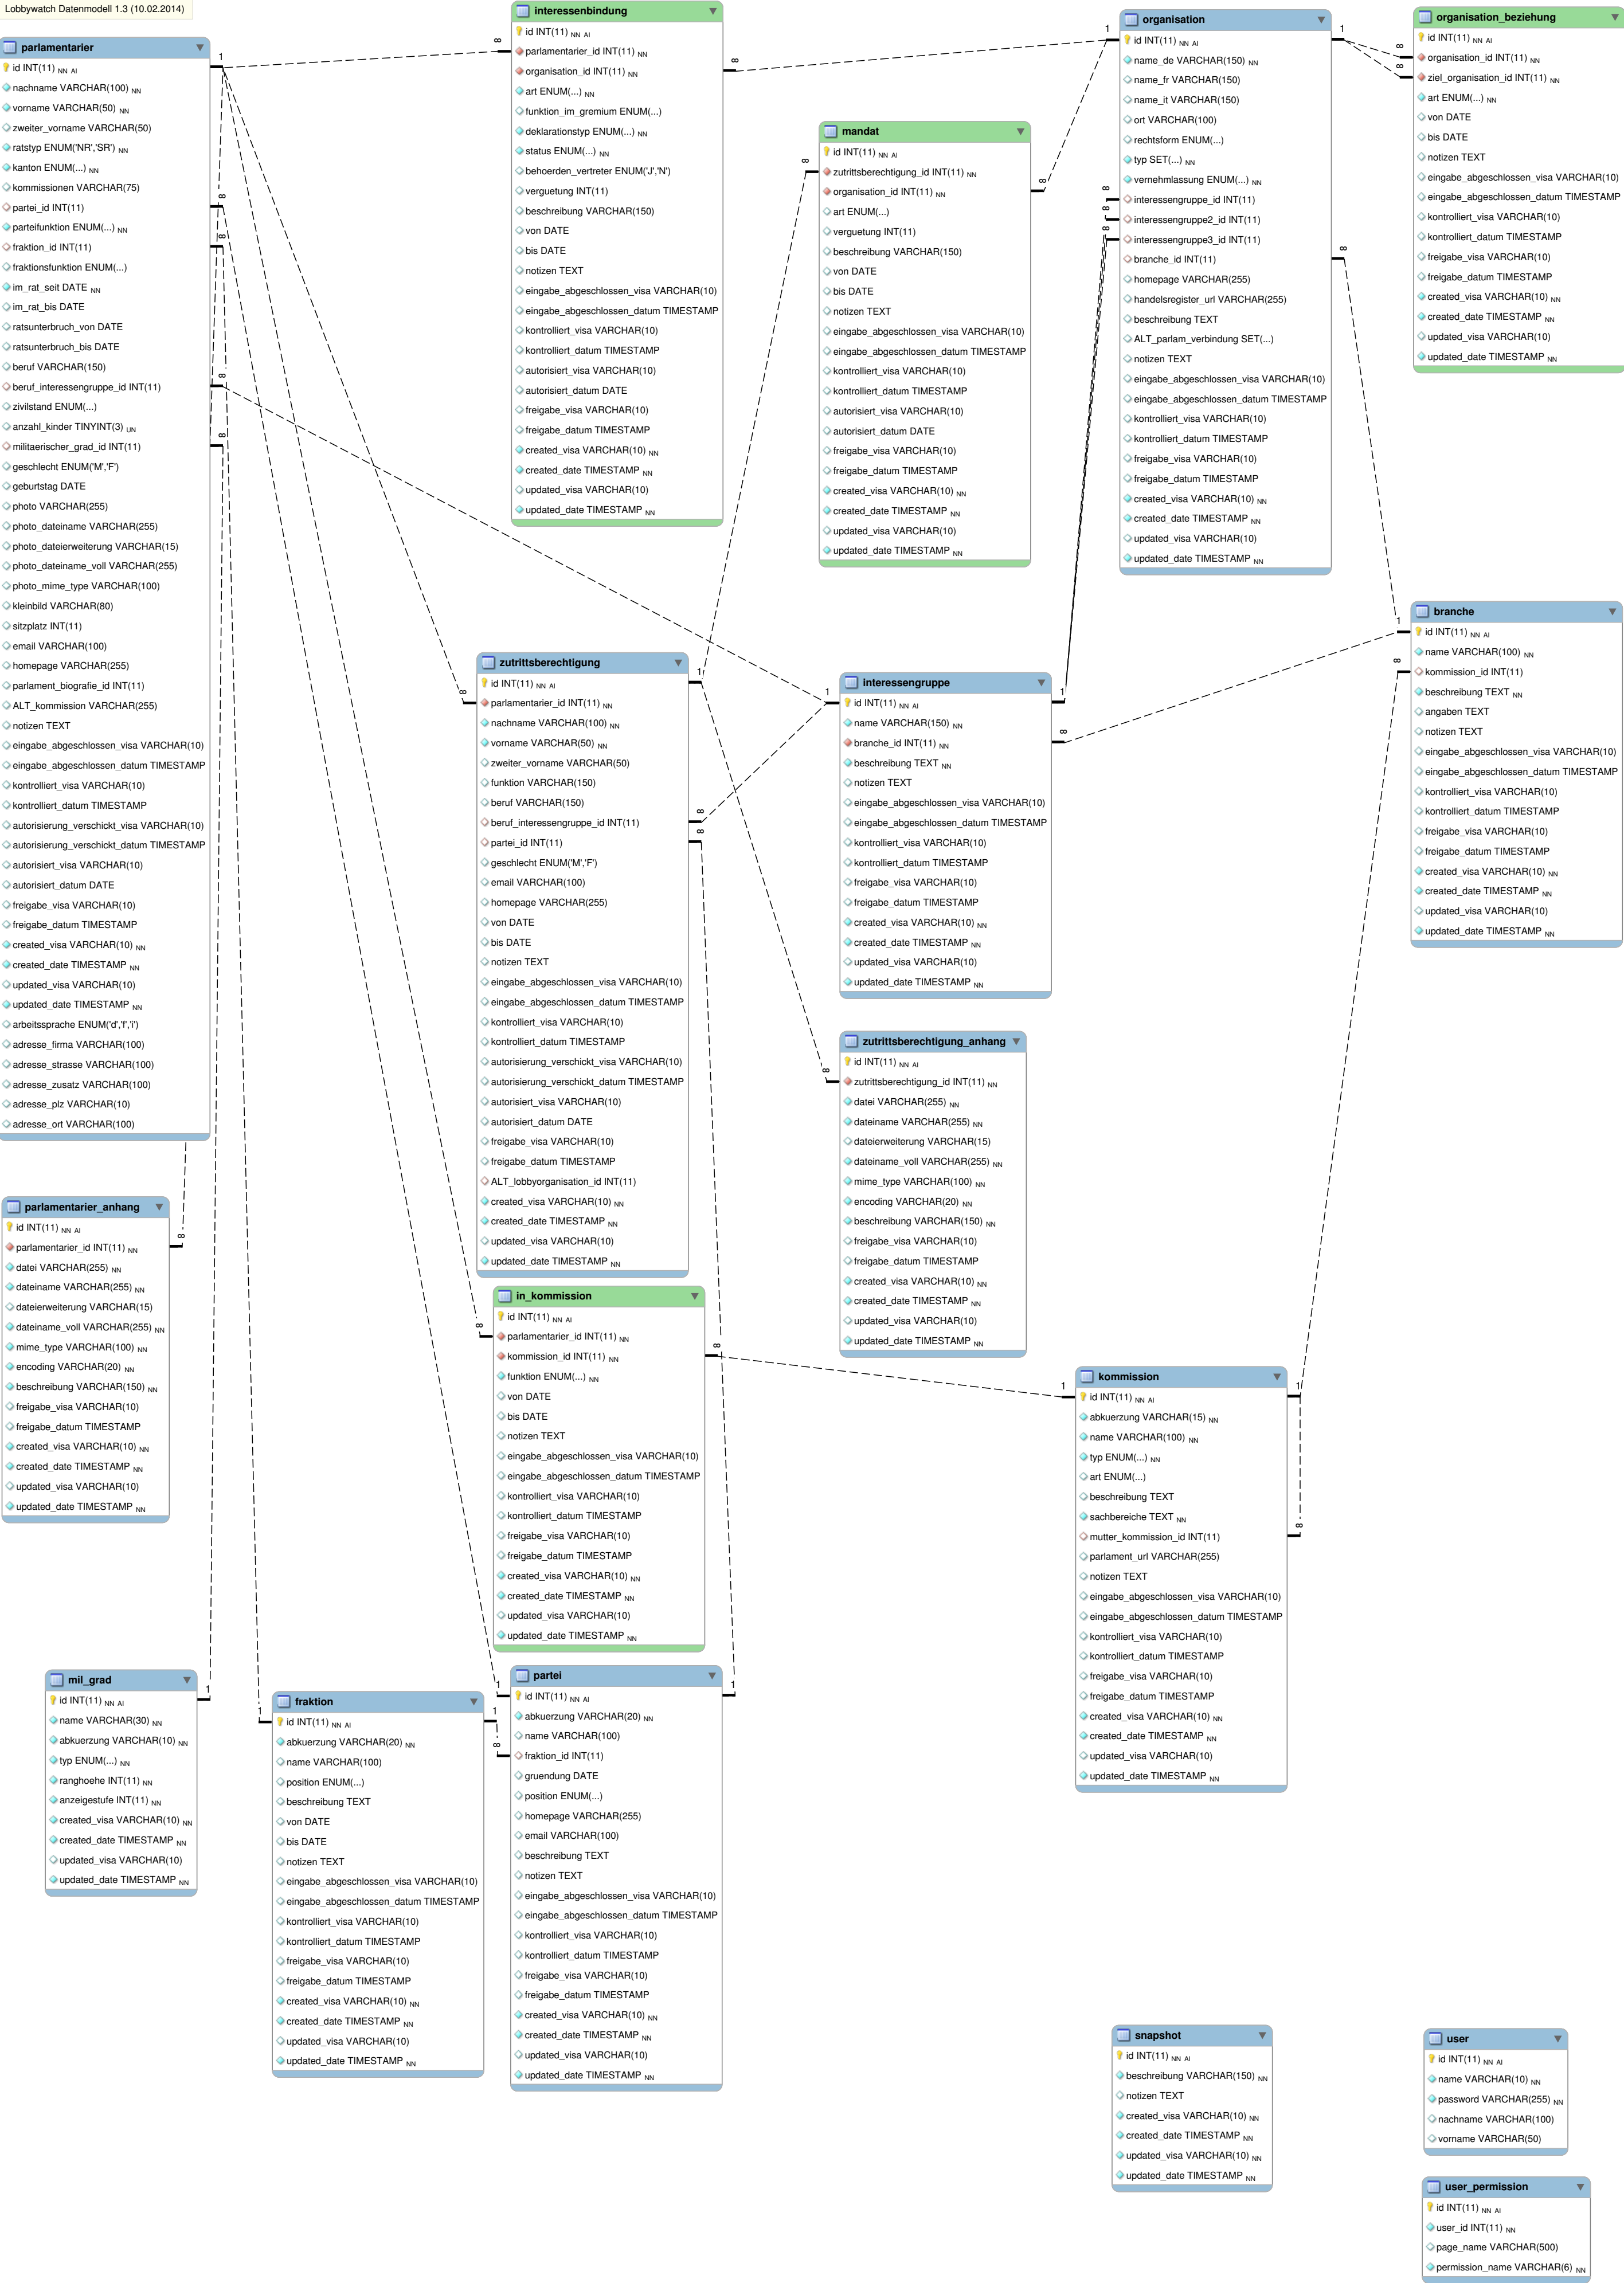 Lobbywatch Datenmodell 1.3 (10.02.2014)
parlamentarier
id INT(11) NN AI
nachname VARCHAR(100) NN
vorname VARCHAR(50) NN
zweiter_vorname VARCHAR(50)
ratstyp ENUM('NR','SR') NN
kanton ENUM(...) NN
kommissionen VARCHAR(75)
partei_id INT(11)
parteifunktion ENUM(...) NN
fraktion_id INT(11)
fraktionsfunktion ENUM(...)
im_rat_seit DATE NN
im_rat_bis DATE
ratsunterbruch_von DATE
ratsunterbruch_bis DATE
beruf VARCHAR(150)
beruf_interessengruppe_id INT(11)
zivilstand ENUM(...)
anzahl_kinder TINYINT(3) UN
militaerischer_grad_id INT(11)
geschlecht ENUM('M','F')
geburtstag DATE
photo VARCHAR(255)
photo_dateiname VARCHAR(255)
photo_dateierweiterung VARCHAR(15)
photo_dateiname_voll VARCHAR(255)
photo_mime_type VARCHAR(100)
kleinbild VARCHAR(80)
sitzplatz INT(11)
email VARCHAR(100)
homepage VARCHAR(255)
parlament_biografie_id INT(11)
ALT_kommission VARCHAR(255)
notizen TEXT
eingabe_abgeschlossen_visa VARCHAR(10)
eingabe_abgeschlossen_datum TIMESTAMP
kontrolliert_visa VARCHAR(10)
kontrolliert_datum TIMESTAMP
autorisierung_verschickt_visa VARCHAR(10)
autorisierung_verschickt_datum TIMESTAMP
autorisiert_visa VARCHAR(10)
autorisiert_datum DATE
freigabe_visa VARCHAR(10)
freigabe_datum TIMESTAMP
created_visa VARCHAR(10) NN
created_date TIMESTAMP NN
updated_visa VARCHAR(10)
updated_date TIMESTAMP NN
arbeitssprache ENUM('d','f','i')
adresse_firma VARCHAR(100)
adresse_strasse VARCHAR(100)
adresse_zusatz VARCHAR(100)
adresse_plz VARCHAR(10)
adresse_ort VARCHAR(100)
interessenbindung
id INT(11) NN AI
parlamentarier_id INT(11) NN
organisation_id INT(11) NN
art ENUM(...) NN
funktion_im_gremium ENUM(...)
deklarationstyp ENUM(...) NN
status ENUM(...) NN
behoerden_vertreter ENUM('J','N')
verguetung INT(11)
beschreibung VARCHAR(150)
von DATE
bis DATE
notizen TEXT
eingabe_abgeschlossen_visa VARCHAR(10)
eingabe_abgeschlossen_datum TIMESTAMP
kontrolliert_visa VARCHAR(10)
kontrolliert_datum TIMESTAMP
autorisiert_visa VARCHAR(10)
autorisiert_datum DATE
freigabe_visa VARCHAR(10)
freigabe_datum TIMESTAMP
created_visa VARCHAR(10) NN
created_date TIMESTAMP NN
updated_visa VARCHAR(10)
updated_date TIMESTAMP NN
mandat
id INT(11) NN AI
zutrittsberechtigung_id INT(11) NN
organisation_id INT(11) NN
art ENUM(...)
verguetung INT(11)
beschreibung VARCHAR(150)
von DATE
bis DATE
notizen TEXT
eingabe_abgeschlossen_visa VARCHAR(10)
eingabe_abgeschlossen_datum TIMESTAMP
kontrolliert_visa VARCHAR(10)
kontrolliert_datum TIMESTAMP
autorisiert_visa VARCHAR(10)
autorisiert_datum DATE
freigabe_visa VARCHAR(10)
freigabe_datum TIMESTAMP
created_visa VARCHAR(10) NN
created_date TIMESTAMP NN
updated_visa VARCHAR(10)
updated_date TIMESTAMP NN
organisation
id INT(11) NN AI
name_de VARCHAR(150) NN
name_fr VARCHAR(150)
name_it VARCHAR(150)
ort VARCHAR(100)
rechtsform ENUM(...)
typ SET(...) NN
vernehmlassung ENUM(...) NN
interessengruppe_id INT(11)
interessengruppe2_id INT(11)
interessengruppe3_id INT(11)
branche_id INT(11)
homepage VARCHAR(255)
handelsregister_url VARCHAR(255)
beschreibung TEXT
ALT_parlam_verbindung SET(...)
notizen TEXT
eingabe_abgeschlossen_visa VARCHAR(10)
eingabe_abgeschlossen_datum TIMESTAMP
kontrolliert_visa VARCHAR(10)
kontrolliert_datum TIMESTAMP
freigabe_visa VARCHAR(10)
freigabe_datum TIMESTAMP
created_visa VARCHAR(10) NN
created_date TIMESTAMP NN
updated_visa VARCHAR(10)
updated_date TIMESTAMP NN
organisation_beziehung
id INT(11) NN AI
organisation_id INT(11) NN
ziel_organisation_id INT(11) NN
art ENUM(...) NN
von DATE
bis DATE
notizen TEXT
eingabe_abgeschlossen_visa VARCHAR(10)
eingabe_abgeschlossen_datum TIMESTAMP
kontrolliert_visa VARCHAR(10)
kontrolliert_datum TIMESTAMP
freigabe_visa VARCHAR(10)
freigabe_datum TIMESTAMP
created_visa VARCHAR(10) NN
created_date TIMESTAMP NN
updated_visa VARCHAR(10)
updated_date TIMESTAMP NN
zutrittsberechtigung
id INT(11) NN AI
parlamentarier_id INT(11) NN
nachname VARCHAR(100) NN
vorname VARCHAR(50) NN
zweiter_vorname VARCHAR(50)
funktion VARCHAR(150)
beruf VARCHAR(150)
beruf_interessengruppe_id INT(11)
partei_id INT(11)
geschlecht ENUM('M','F')
email VARCHAR(100)
homepage VARCHAR(255)
von DATE
bis DATE
notizen TEXT
eingabe_abgeschlossen_visa VARCHAR(10)
eingabe_abgeschlossen_datum TIMESTAMP
kontrolliert_visa VARCHAR(10)
kontrolliert_datum TIMESTAMP
autorisierung_verschickt_visa VARCHAR(10)
autorisierung_verschickt_datum TIMESTAMP
autorisiert_visa VARCHAR(10)
autorisiert_datum DATE
freigabe_visa VARCHAR(10)
freigabe_datum TIMESTAMP
ALT_lobbyorganisation_id INT(11)
created_visa VARCHAR(10) NN
created_date TIMESTAMP NN
updated_visa VARCHAR(10)
updated_date TIMESTAMP NN
interessengruppe
id INT(11) NN AI
name VARCHAR(150) NN
branche_id INT(11) NN
beschreibung TEXT NN
notizen TEXT
eingabe_abgeschlossen_visa VARCHAR(10)
eingabe_abgeschlossen_datum TIMESTAMP
kontrolliert_visa VARCHAR(10)
kontrolliert_datum TIMESTAMP
freigabe_visa VARCHAR(10)
freigabe_datum TIMESTAMP
created_visa VARCHAR(10) NN
created_date TIMESTAMP NN
updated_visa VARCHAR(10)
updated_date TIMESTAMP NN
branche
id INT(11) NN AI
name VARCHAR(100) NN
kommission_id INT(11)
beschreibung TEXT NN
angaben TEXT
notizen TEXT
eingabe_abgeschlossen_visa VARCHAR(10)
eingabe_abgeschlossen_datum TIMESTAMP
kontrolliert_visa VARCHAR(10)
kontrolliert_datum TIMESTAMP
freigabe_visa VARCHAR(10)
freigabe_datum TIMESTAMP
created_visa VARCHAR(10) NN
created_date TIMESTAMP NN
updated_visa VARCHAR(10)
updated_date TIMESTAMP NN
zutrittsberechtigung_anhang
id INT(11) NN AI
zutrittsberechtigung_id INT(11) NN
datei VARCHAR(255) NN
dateiname VARCHAR(255) NN
dateierweiterung VARCHAR(15)
dateiname_voll VARCHAR(255) NN
mime_type VARCHAR(100) NN
encoding VARCHAR(20) NN
beschreibung VARCHAR(150) NN
freigabe_visa VARCHAR(10)
freigabe_datum TIMESTAMP
created_visa VARCHAR(10) NN
created_date TIMESTAMP NN
updated_visa VARCHAR(10)
updated_date TIMESTAMP NN
parlamentarier_anhang
id INT(11) NN AI
parlamentarier_id INT(11) NN
datei VARCHAR(255) NN
dateiname VARCHAR(255) NN
dateierweiterung VARCHAR(15)
dateiname_voll VARCHAR(255) NN
mime_type VARCHAR(100) NN
encoding VARCHAR(20) NN
beschreibung VARCHAR(150) NN
freigabe_visa VARCHAR(10)
freigabe_datum TIMESTAMP
created_visa VARCHAR(10) NN
created_date TIMESTAMP NN
updated_visa VARCHAR(10)
updated_date TIMESTAMP NN
in_kommission
id INT(11) NN AI
parlamentarier_id INT(11) NN
kommission_id INT(11) NN
funktion ENUM(...) NN
von DATE
bis DATE
notizen TEXT
eingabe_abgeschlossen_visa VARCHAR(10)
eingabe_abgeschlossen_datum TIMESTAMP
kontrolliert_visa VARCHAR(10)
kontrolliert_datum TIMESTAMP
freigabe_visa VARCHAR(10)
freigabe_datum TIMESTAMP
created_visa VARCHAR(10) NN
created_date TIMESTAMP NN
updated_visa VARCHAR(10)
updated_date TIMESTAMP NN
kommission
id INT(11) NN AI
abkuerzung VARCHAR(15) NN
name VARCHAR(100) NN
typ ENUM(...) NN
art ENUM(...)
beschreibung TEXT
sachbereiche TEXT NN
mutter_kommission_id INT(11)
parlament_url VARCHAR(255)
notizen TEXT
eingabe_abgeschlossen_visa VARCHAR(10)
eingabe_abgeschlossen_datum TIMESTAMP
kontrolliert_visa VARCHAR(10)
kontrolliert_datum TIMESTAMP
freigabe_visa VARCHAR(10)
freigabe_datum TIMESTAMP
created_visa VARCHAR(10) NN
created_date TIMESTAMP NN
updated_visa VARCHAR(10)
updated_date TIMESTAMP NN
mil_grad
id INT(11) NN AI
name VARCHAR(30) NN
abkuerzung VARCHAR(10) NN
typ ENUM(...) NN
ranghoehe INT(11) NN
anzeigestufe INT(11) NN
created_visa VARCHAR(10) NN
created_date TIMESTAMP NN
updated_visa VARCHAR(10)
updated_date TIMESTAMP NN
fraktion
id INT(11) NN AI
abkuerzung VARCHAR(20) NN
name VARCHAR(100)
position ENUM(...)
beschreibung TEXT
von DATE
bis DATE
notizen TEXT
eingabe_abgeschlossen_visa VARCHAR(10)
eingabe_abgeschlossen_datum TIMESTAMP
kontrolliert_visa VARCHAR(10)
kontrolliert_datum TIMESTAMP
freigabe_visa VARCHAR(10)
freigabe_datum TIMESTAMP
created_visa VARCHAR(10) NN
created_date TIMESTAMP NN
updated_visa VARCHAR(10)
updated_date TIMESTAMP NN
partei
id INT(11) NN AI
abkuerzung VARCHAR(20) NN
name VARCHAR(100)
fraktion_id INT(11)
gruendung DATE
position ENUM(...)
homepage VARCHAR(255)
email VARCHAR(100)
beschreibung TEXT
notizen TEXT
eingabe_abgeschlossen_visa VARCHAR(10)
eingabe_abgeschlossen_datum TIMESTAMP
kontrolliert_visa VARCHAR(10)
kontrolliert_datum TIMESTAMP
freigabe_visa VARCHAR(10)
freigabe_datum TIMESTAMP
created_visa VARCHAR(10) NN
created_date TIMESTAMP NN
updated_visa VARCHAR(10)
updated_date TIMESTAMP NN
snapshot
id INT(11) NN AI
beschreibung VARCHAR(150) NN
notizen TEXT
created_visa VARCHAR(10) NN
created_date TIMESTAMP NN
updated_visa VARCHAR(10) NN
updated_date TIMESTAMP NN
user
id INT(11) NN AI
name VARCHAR(10) NN
password VARCHAR(255) NN
nachname VARCHAR(100)
vorname VARCHAR(50)
user_permission
id INT(11) NN AI
user_id INT(11) NN
page_name VARCHAR(500)
permission_name VARCHAR(6) NN